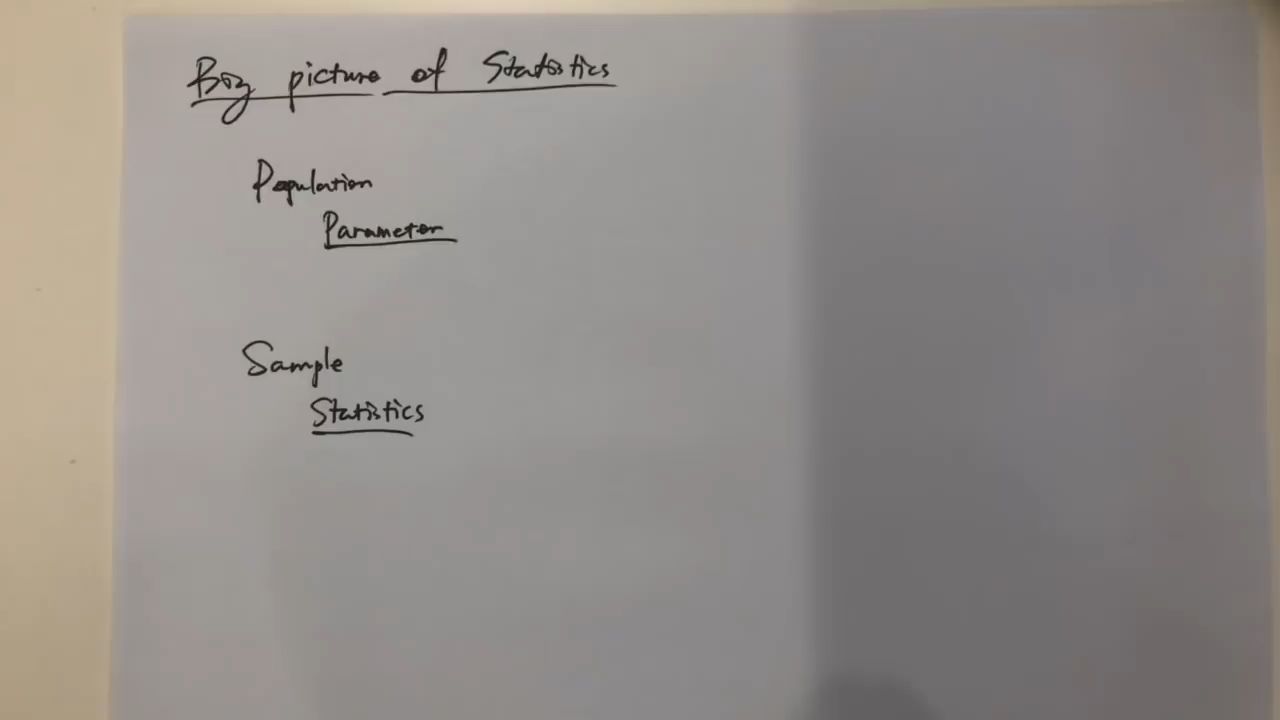 Big picture of Statistics
Population
Parameter
Sample
Statistics